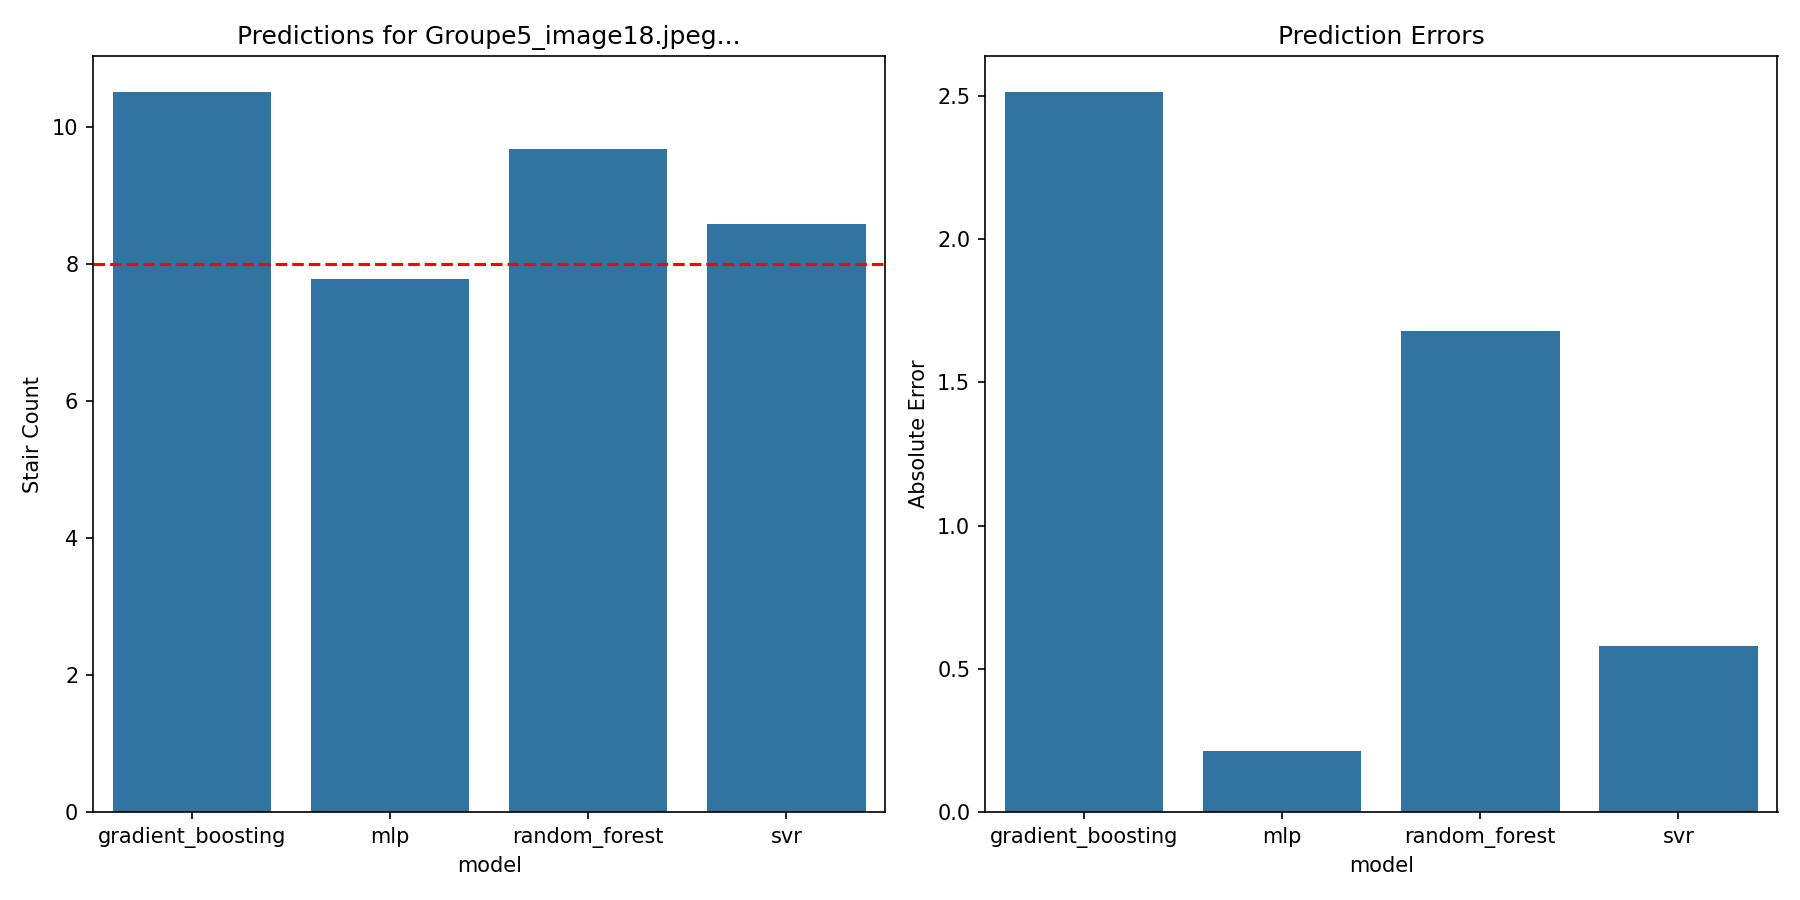 Predictions for Groupe5_image18.jpeg...
Stair Count
10
8
6
4
2
0
gradient_boosting mlp random_forest svr
model
Prediction Errors
Absolute Error
2.5
2.0
1.5
1.0
0.5
0.0
gradient_boosting mlp random_forest svr
model